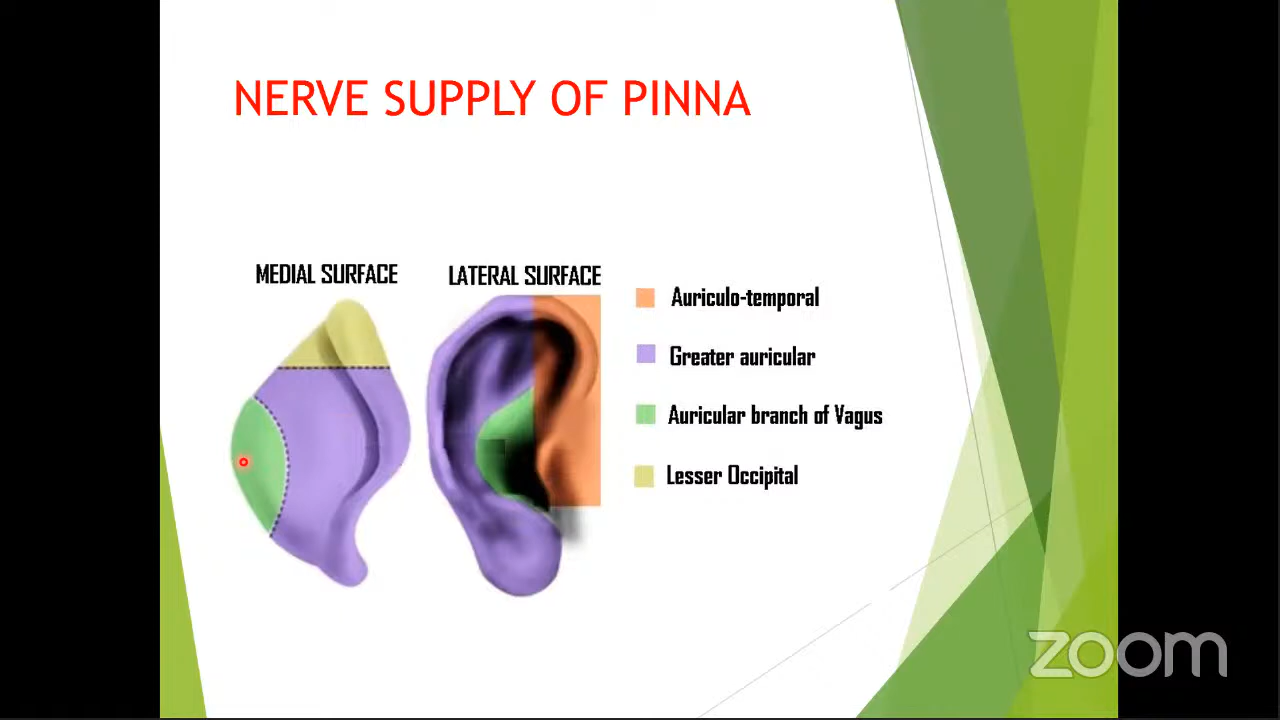 NERVE SUPPLY OF PINNA
MEDIAL SURFACE
LATERAL SURFACE
Auriculo-temporal
Greater auricular
Auricular branch of Vagus
Lesser Occipital
zoom